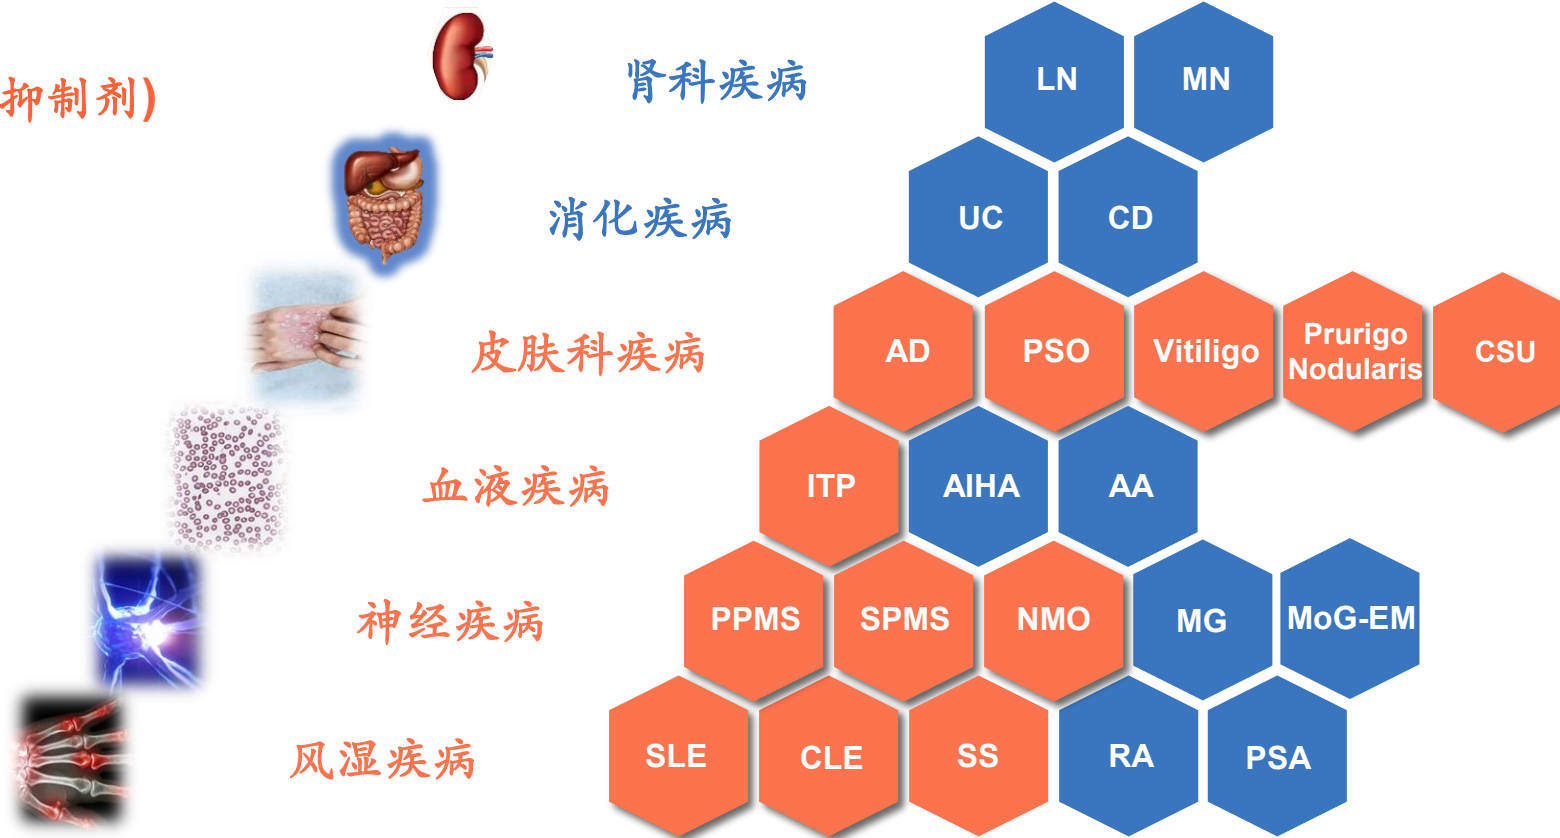 抑制剂)
肾科疾病
LN
MN
消化疾病
UC
CD
皮肤科疾病
AD
PSO
Vitiligo
Prurigo
Nodularis
CSU
血液疾病
ITP
AIHA
AA
神经疾病
PPMS
SPMS
NMO
MG
MoG-EM
风湿疾病
SLE
CLE
SS
RA
PSA